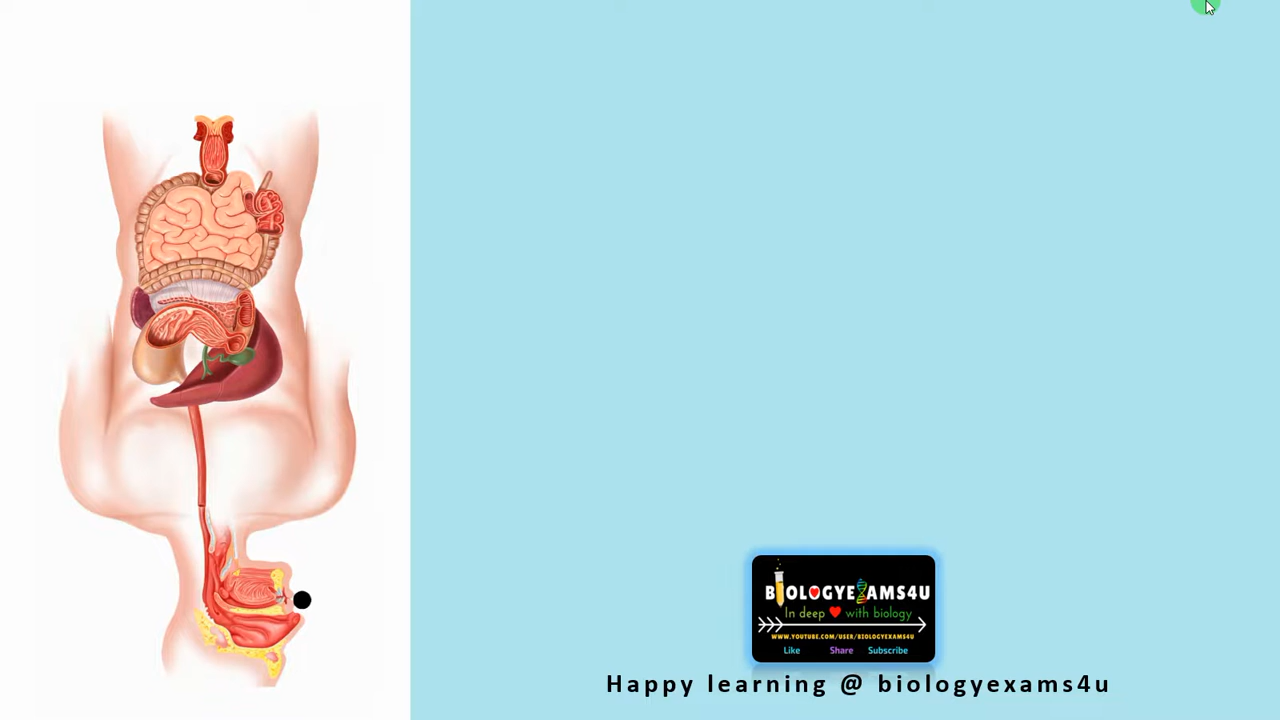 BIOLOGYEXAMS4U
In deep ❤ with biology
WWW.YOUTUBE.COM/USER/BIOLOGYEXAMS4U
Like Share Subscribe
Happy learning @ biologyexams4u